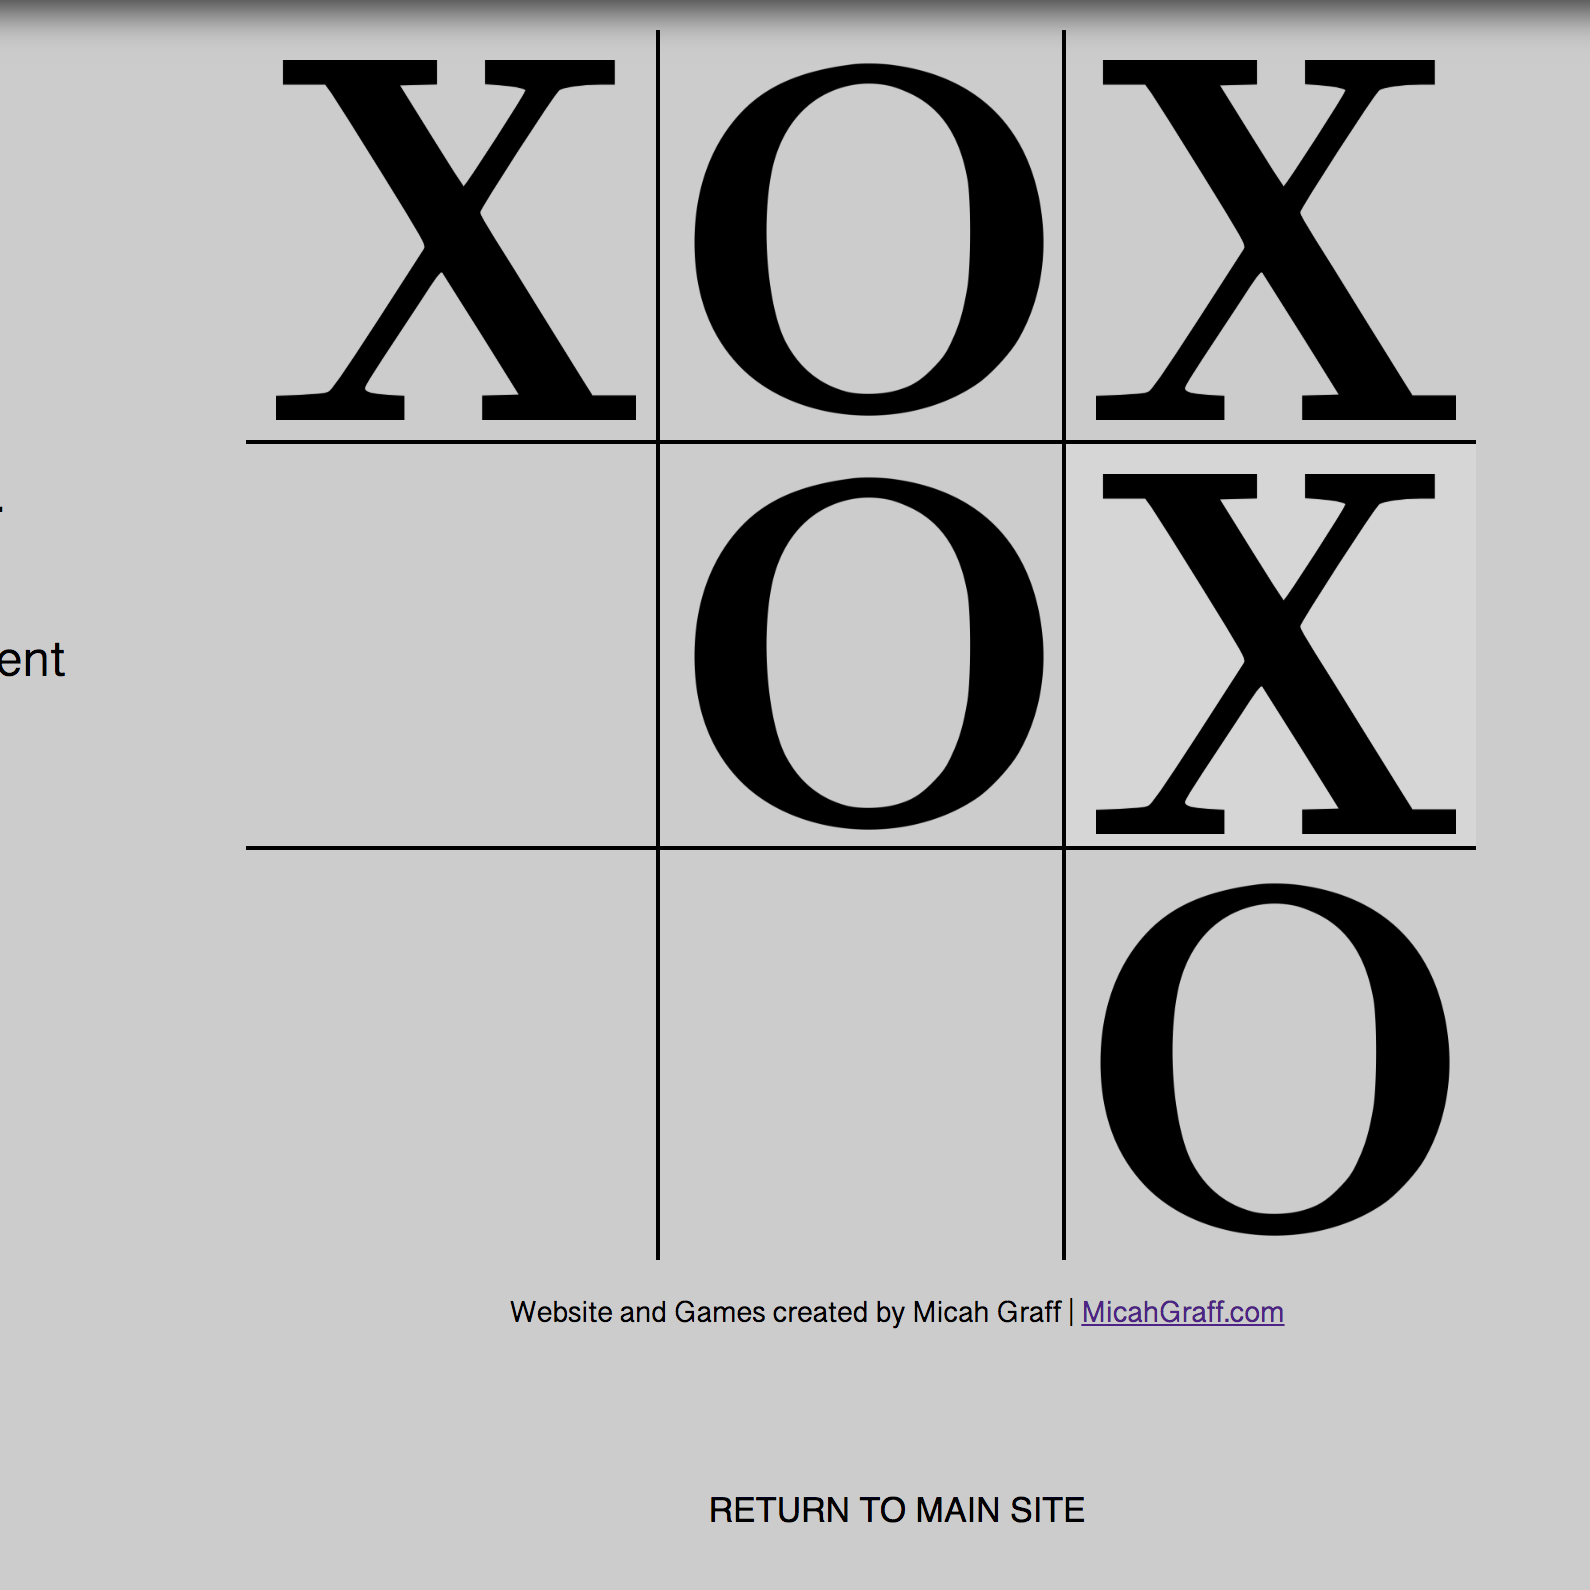 X O X
O X
ent
O
Website and Games created by Micah Graff | MicahGraff.com
RETURN TO MAIN SITE